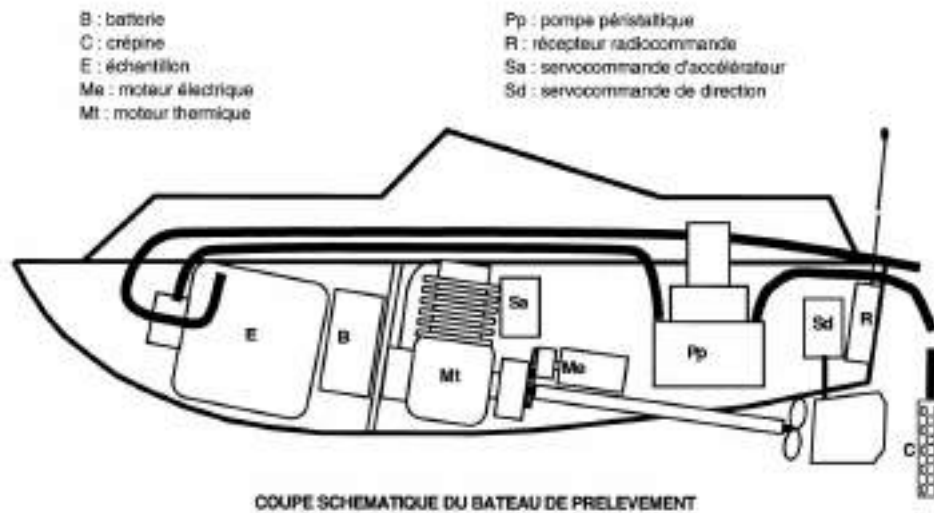 B : batterie
C : crépine
E : échantillon
Me : moteur électrique
Mt : moteur thermique
Pp : pompe péristaltique
R : récepteur radiocommande
Sa : servocommande d'accélérateur
Sd : servocommande de direction
Sa
E
B
Mt
Me
Pp
Sd
R
C
COUPE SCHEMATIQUE DU BATEAU DE PRELEVEMENT